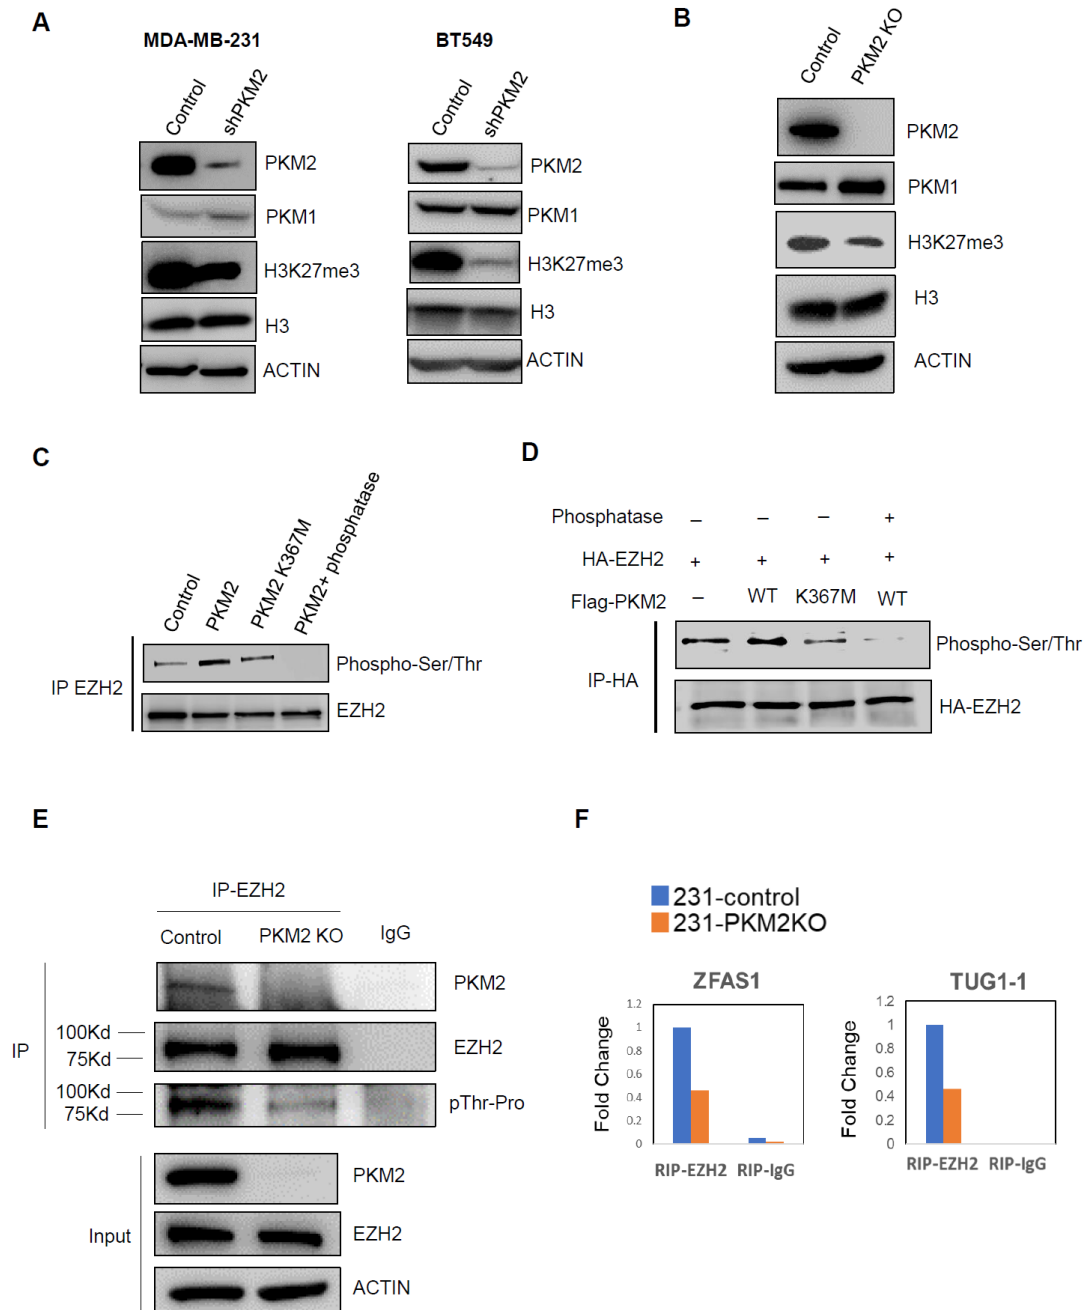 A
MDA-MB-231
BT549
Control
shPKM2
Control
shPKM2
PKM2
PKM1
H3K27me3
H3
ACTIN
PKM2
PKM1
H3K27me3
H3
ACTIN
B
Control
PKM2 KO
PKM2
PKM1
H3K27me3
H3
ACTIN
C
Control
PKM2
PKM2 K367M
PKM2+ phosphatase
IP EZH2
Phospho-Ser/Thr
EZH2
D
Phosphatase – – – +
HA-EZH2 + + + +
Flag-PKM2 – WT K367M WT
IP-HA
Phospho-Ser/Thr
HA-EZH2
E
IP-EZH2
Control PKM2 KO IgG
IP
PKM2
100Kd
75Kd
EZH2
100Kd
75Kd
pThr-Pro
Input
PKM2
EZH2
ACTIN
F
231-control
231-PKM2KO
ZFAS1
Fold Change
1.2
1
0.8
0.6
0.4
0.2
0
RIP-EZH2 RIP-IgG
TUG1-1
Fold Change
1.2
1
0.8
0.6
0.4
0.2
0
RIP-EZH2 RIP-IgG